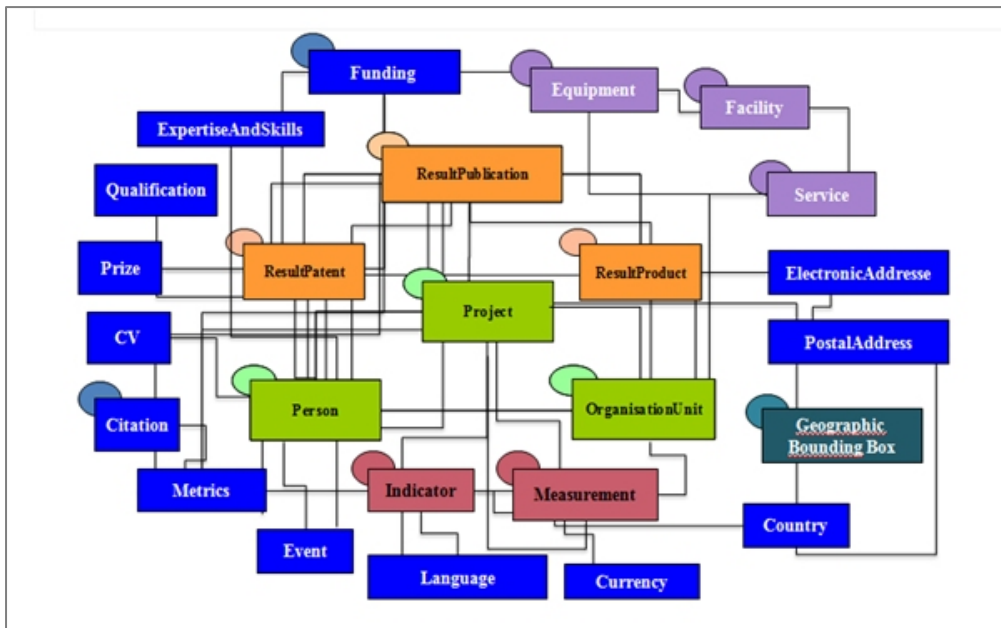 Funding
Equipment
Facility
ExpertiseAndSkills
ResultPublication
Qualification
Service
Prize
ResultPatent
ResultProduct
ElectronicAddresse
Project
CV
PostalAddress
Person
OrganisationUnit
Citation
Geographic
Bounding Box
Metrics
Indicator
Measurement
Country
Event
Language
Currency